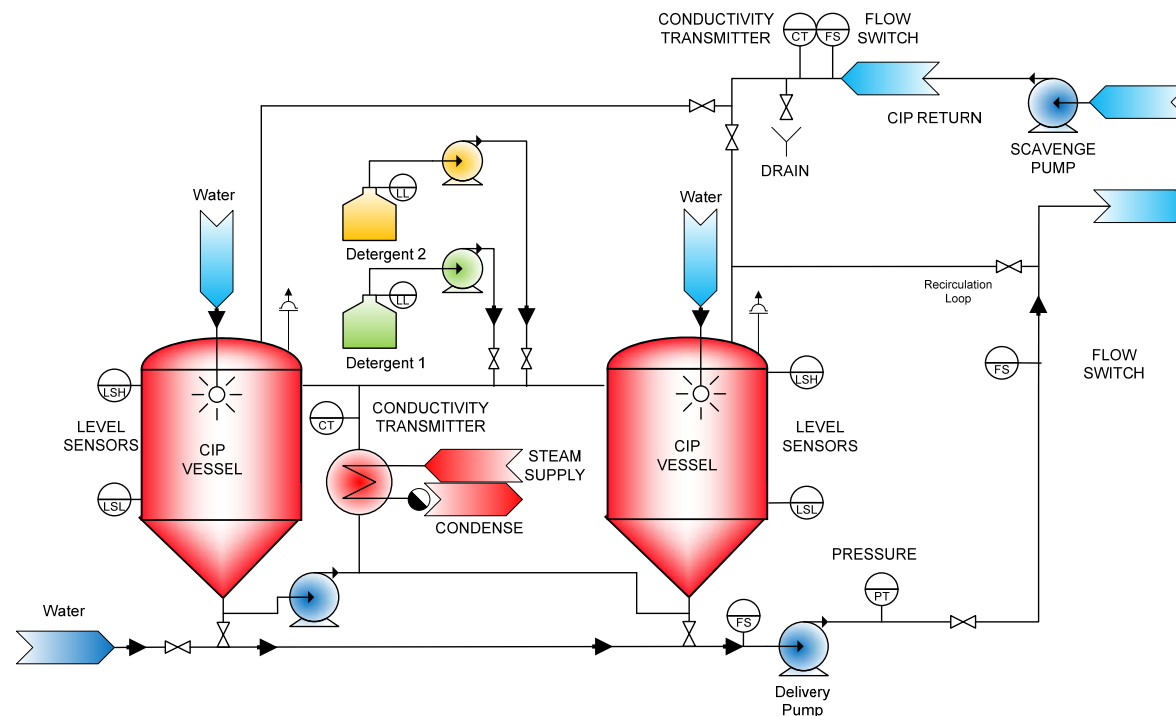 CONDUCTIVITY
TRANSMITTER
CT
FS
FLOW
SWITCH
CIP RETURN
SCAVENGE
PUMP
DRAIN
Water
LL
Detergent 2
LL
Detergent 1
Water
Recirculation
Loop
FS
FLOW
SWITCH
LSH
LEVEL
SENSORS
LSL
CIP
VESSEL
CT
CONDUCTIVITY
TRANSMITTER
STEAM
SUPPLY
CONDENSE
CIP
VESSEL
LSH
LEVEL
SENSORS
LSL
PRESSURE
PT
FS
Water
Delivery
Pump